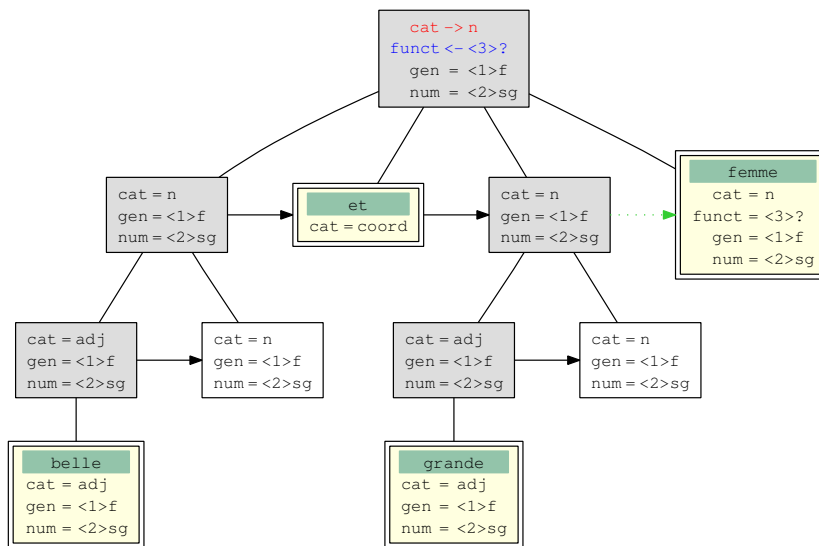 cat -> n
funct <- <3>?
gen = <1>f
num = <2>sg
cat = n
gen = <1>f
num = <2>sg
et
cat = coord
cat = n
gen = <1>f
num = <2>sg
femme
cat = n
funct = <3>?
gen = <1>f
num = <2>sg
cat = adj
gen = <1>f
num = <2>sg
cat = n
gen = <1>f
num = <2>sg
cat = adj
gen = <1>f
num = <2>sg
cat = n
gen = <1>f
num = <2>sg
belle
cat = adj
gen = <1>f
num = <2>sg
grande
cat = adj
gen = <1>f
num = <2>sg